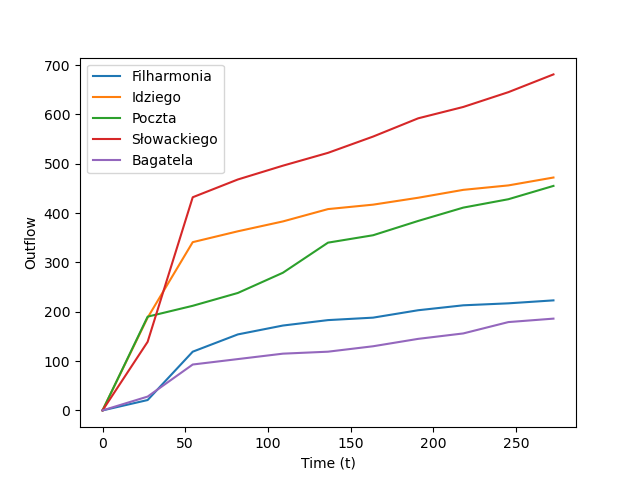 700
600
500
400
300
200
100
0
Outflow
Filharmonia
Idziego
Poczta
Słowackiego
Bagatela
0 50 100 150 200 250
Time (t)